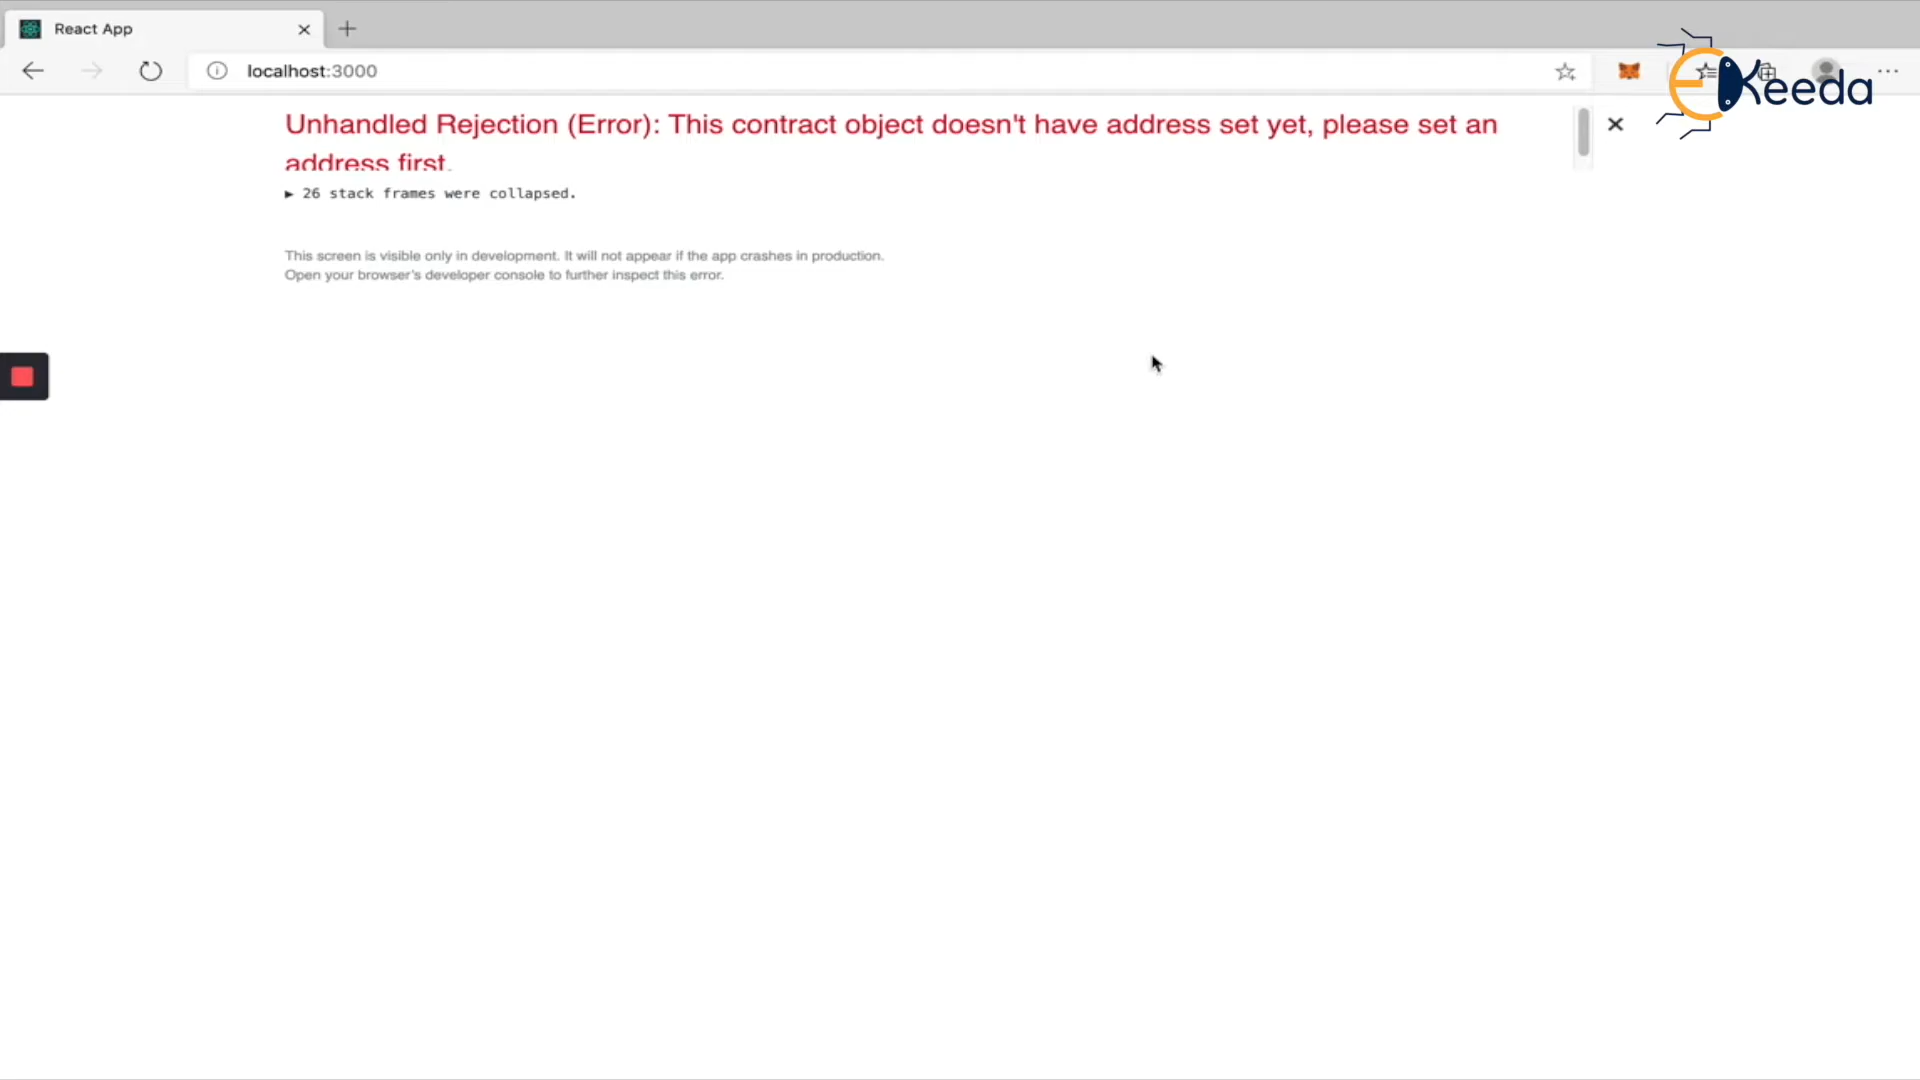 React App
localhost:3000
Ekeeda
Unhandled Rejection (Error): This contract object doesn't have address set yet, please set an
address first.
▶ 26 stack frames were collapsed.
This screen is visible only in development. It will not appear if the app crashes in production.
Open your browser's developer console to further inspect this error.